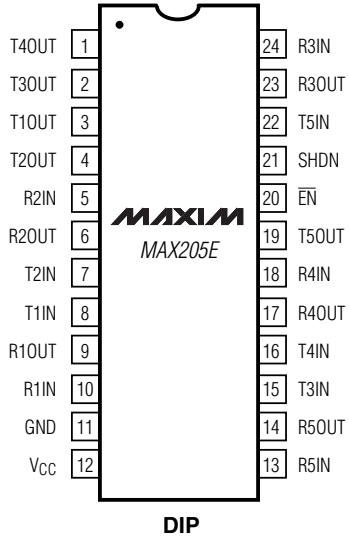 T4OUT 1 24 R3IN
T3OUT 2 23 R3OUT
T1OUT 3 22 T5IN
T2OUT 4 21 SHDN
R2IN 5 20 E̅N̅
MAXIM
R2OUT 6 19 T5OUT
MAX205E
T2IN 7 18 R4IN
T1IN 8 17 R4OUT
R1OUT 9 16 T4IN
R1IN 10 15 T3IN
GND 11 14 R5OUT
VCC 12 13 R5IN
DIP